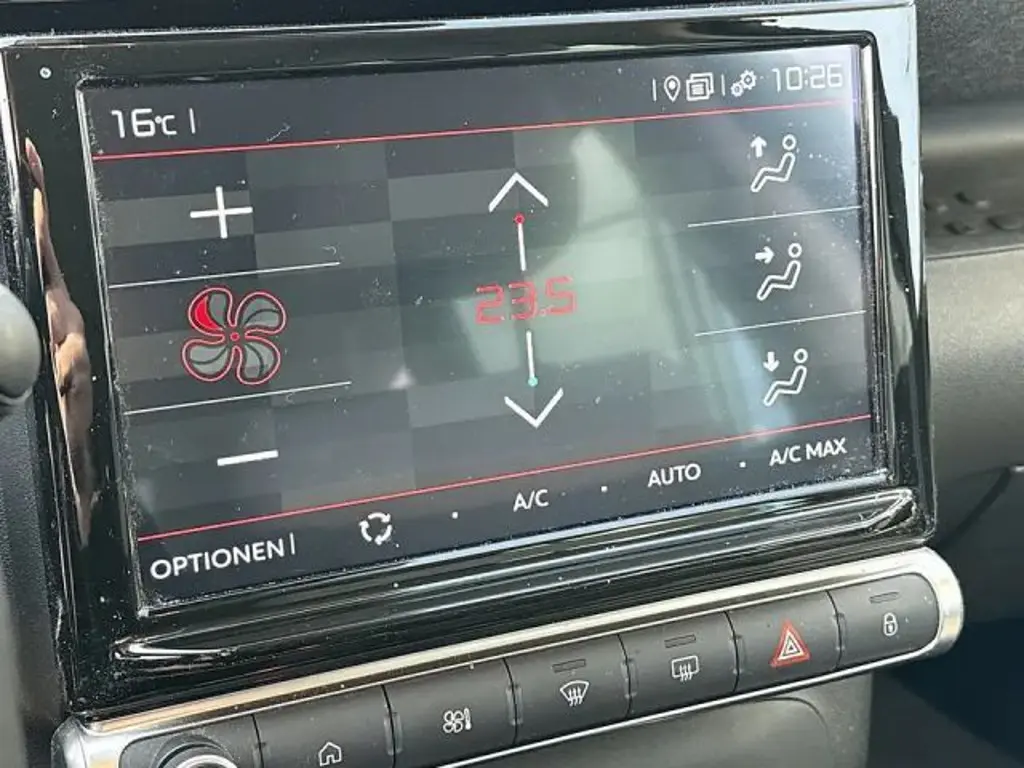 16°C
10:26
23.5
OPTIONEN
A/C
AUTO
A/C MAX